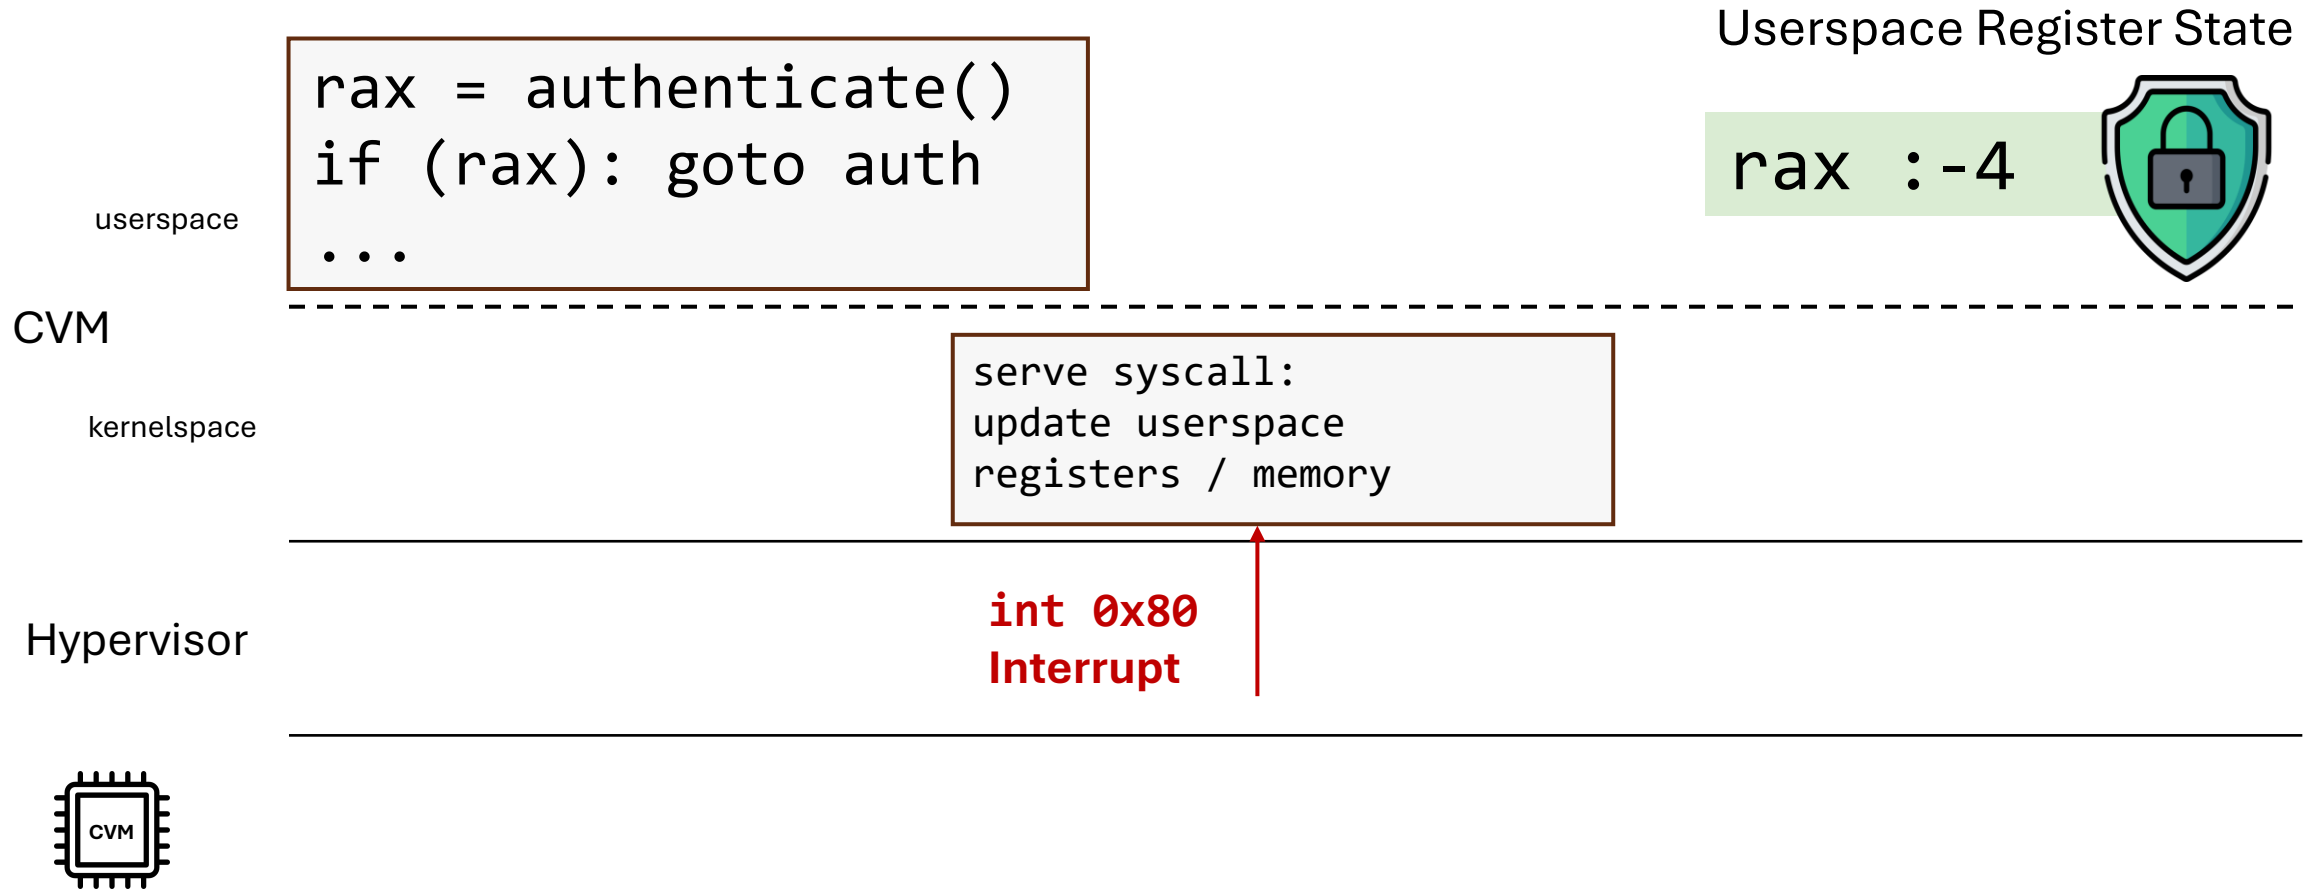 Userspace Register State
rax = authenticate()
if (rax): goto auth
...
rax :-4
userspace
CVM
serve syscall:
update userspace
registers / memory
kernelspace
int 0x80
Interrupt
Hypervisor
CVM